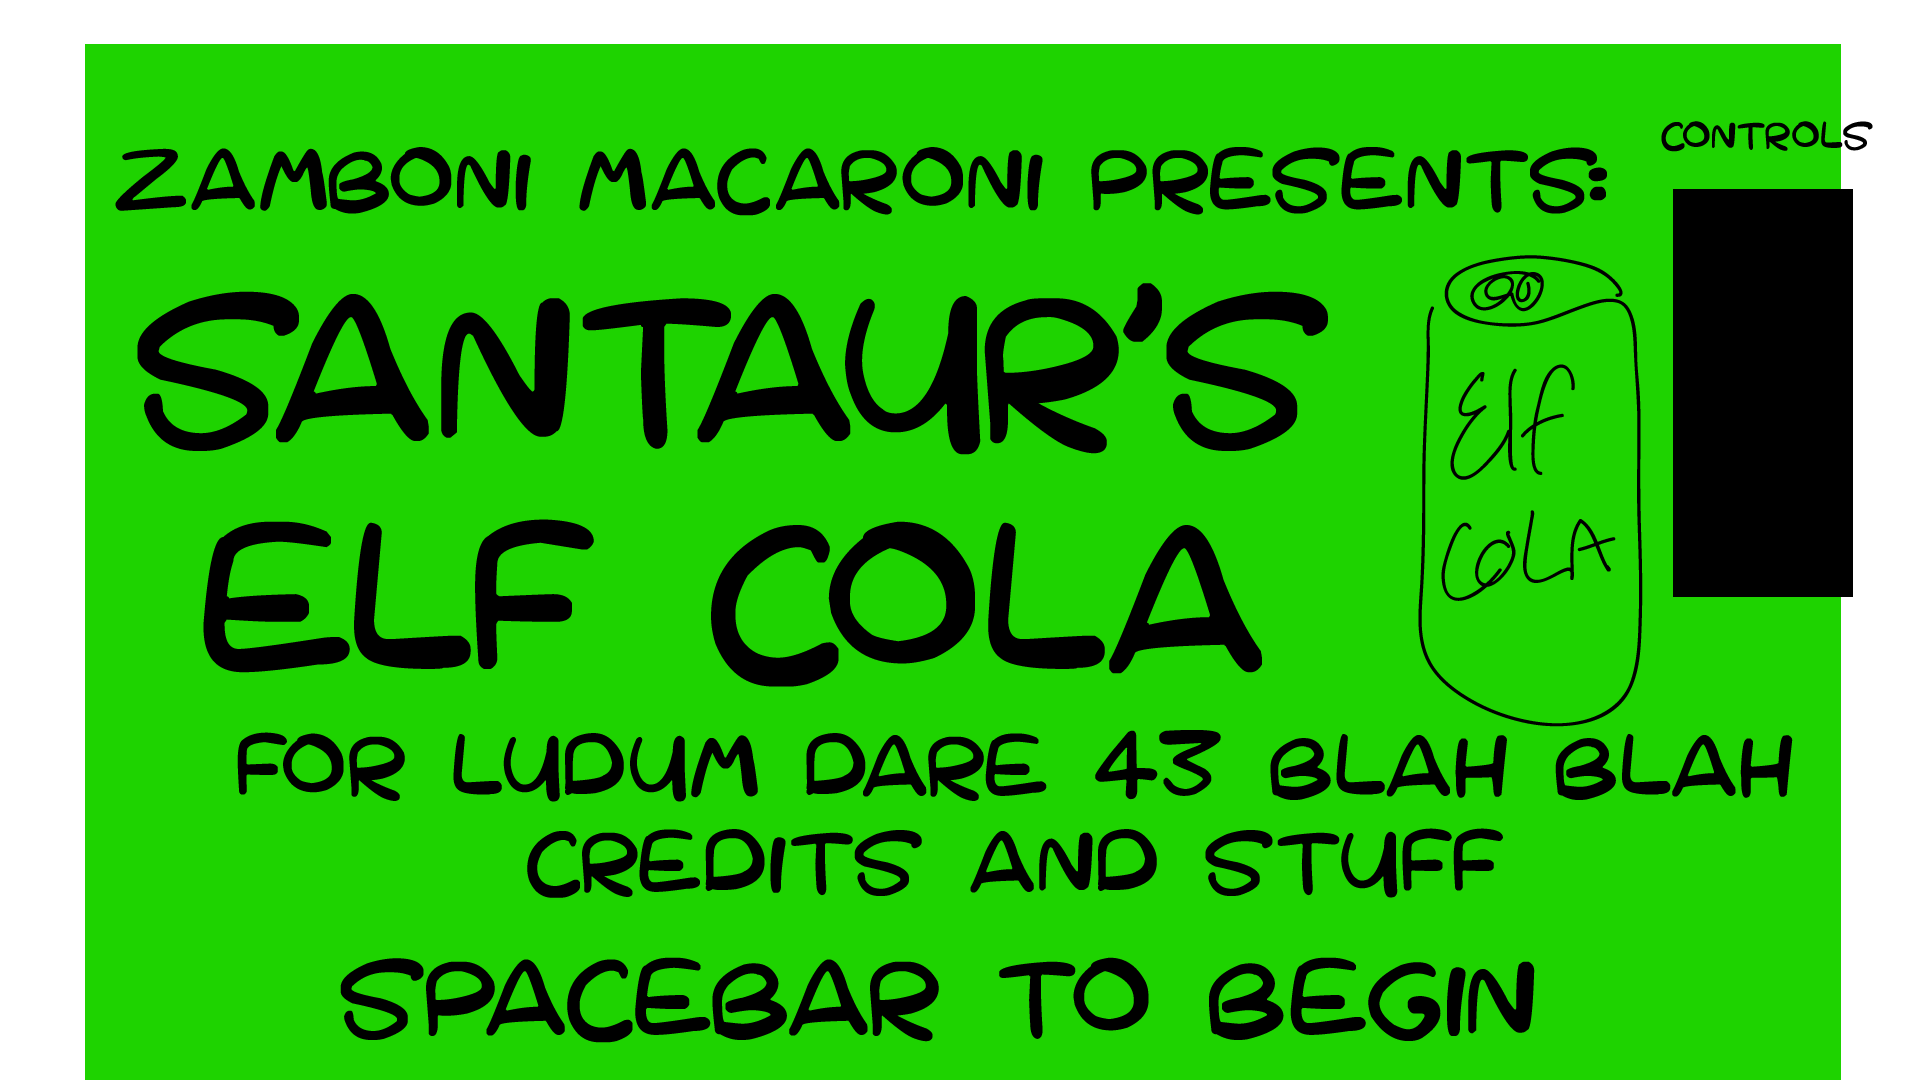 CONTROLS
ZAMBONI MACARONI PRESENTS:
SANTAUR'S
ELF COLA
Elf
COLA
FOR LUDUM DARE 43 BLAH BLAH
CREDITS AND STUFF
SPACEBAR TO BEGIN